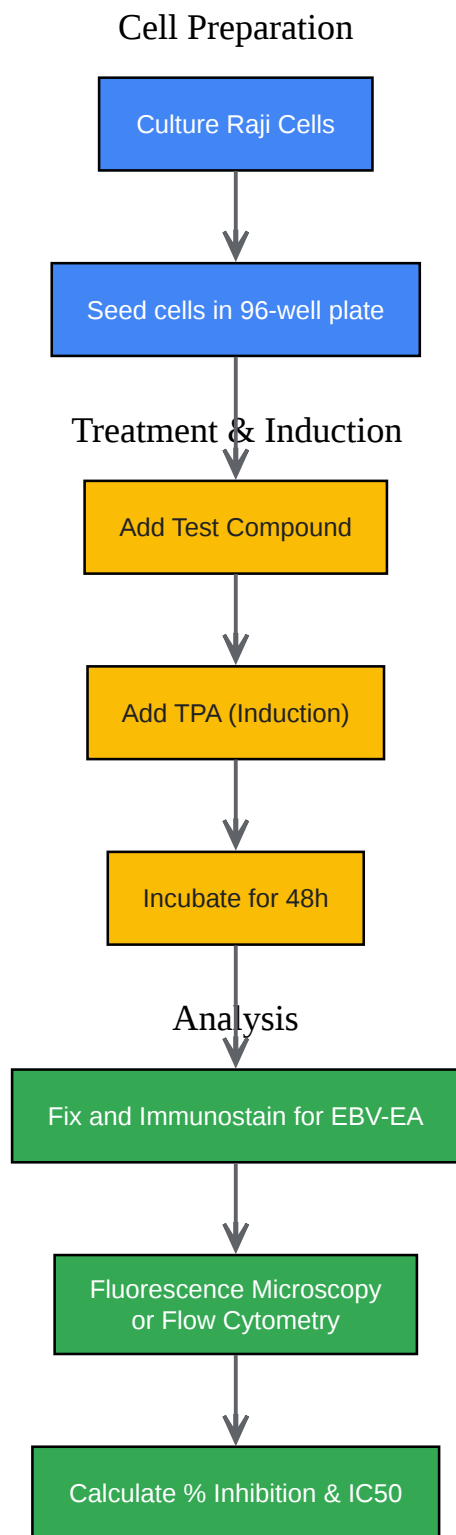 Cell Preparation
Culture Raji Cells
Seed cells in 96-well plate
Treatment & Induction
Add Test Compound
Add TPA (Induction)
Incubate for 48h
Analysis
Fix and Immunostain for EBV-EA
Fluorescence Microscopy
or Flow Cytometry
Calculate % Inhibition & IC50